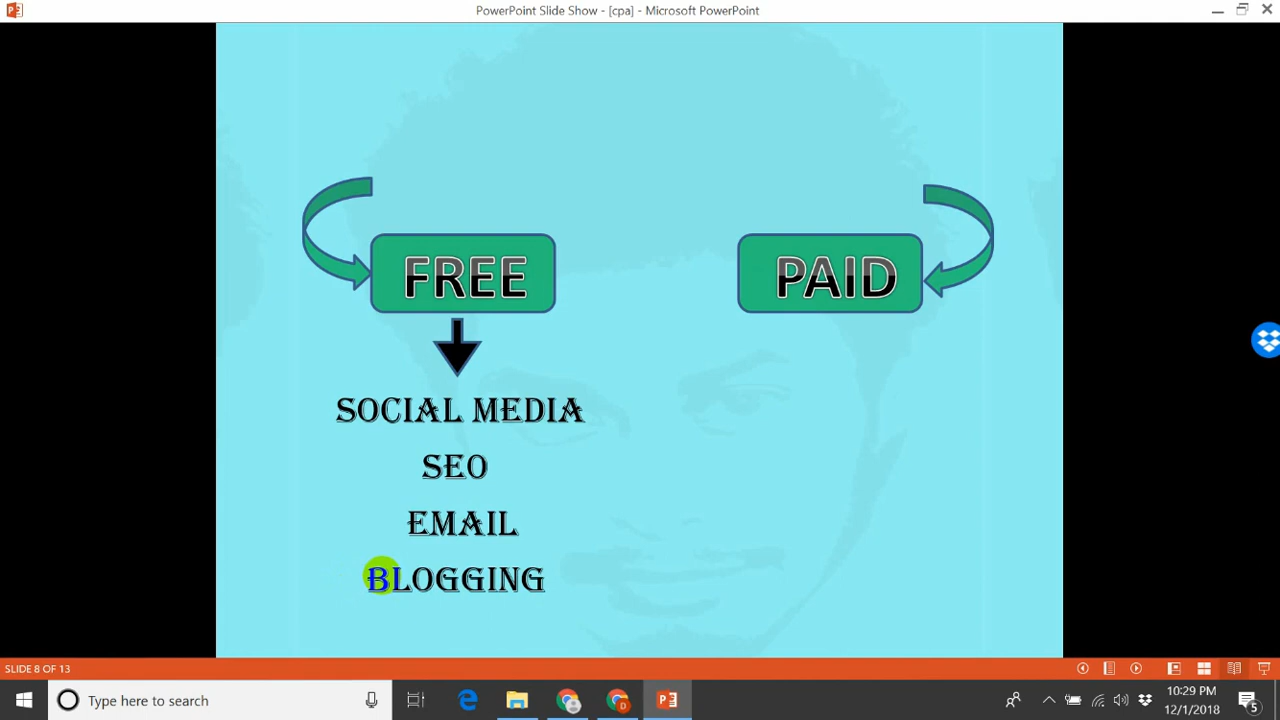 PowerPoint Slide Show - [cpa] - Microsoft PowerPoint
FREE
PAID
SOCIAL MEDIA
SEO
EMAIL
BLOGGING
SLIDE 8 OF 13
Type here to search
10:29 PM
12/1/2018
5